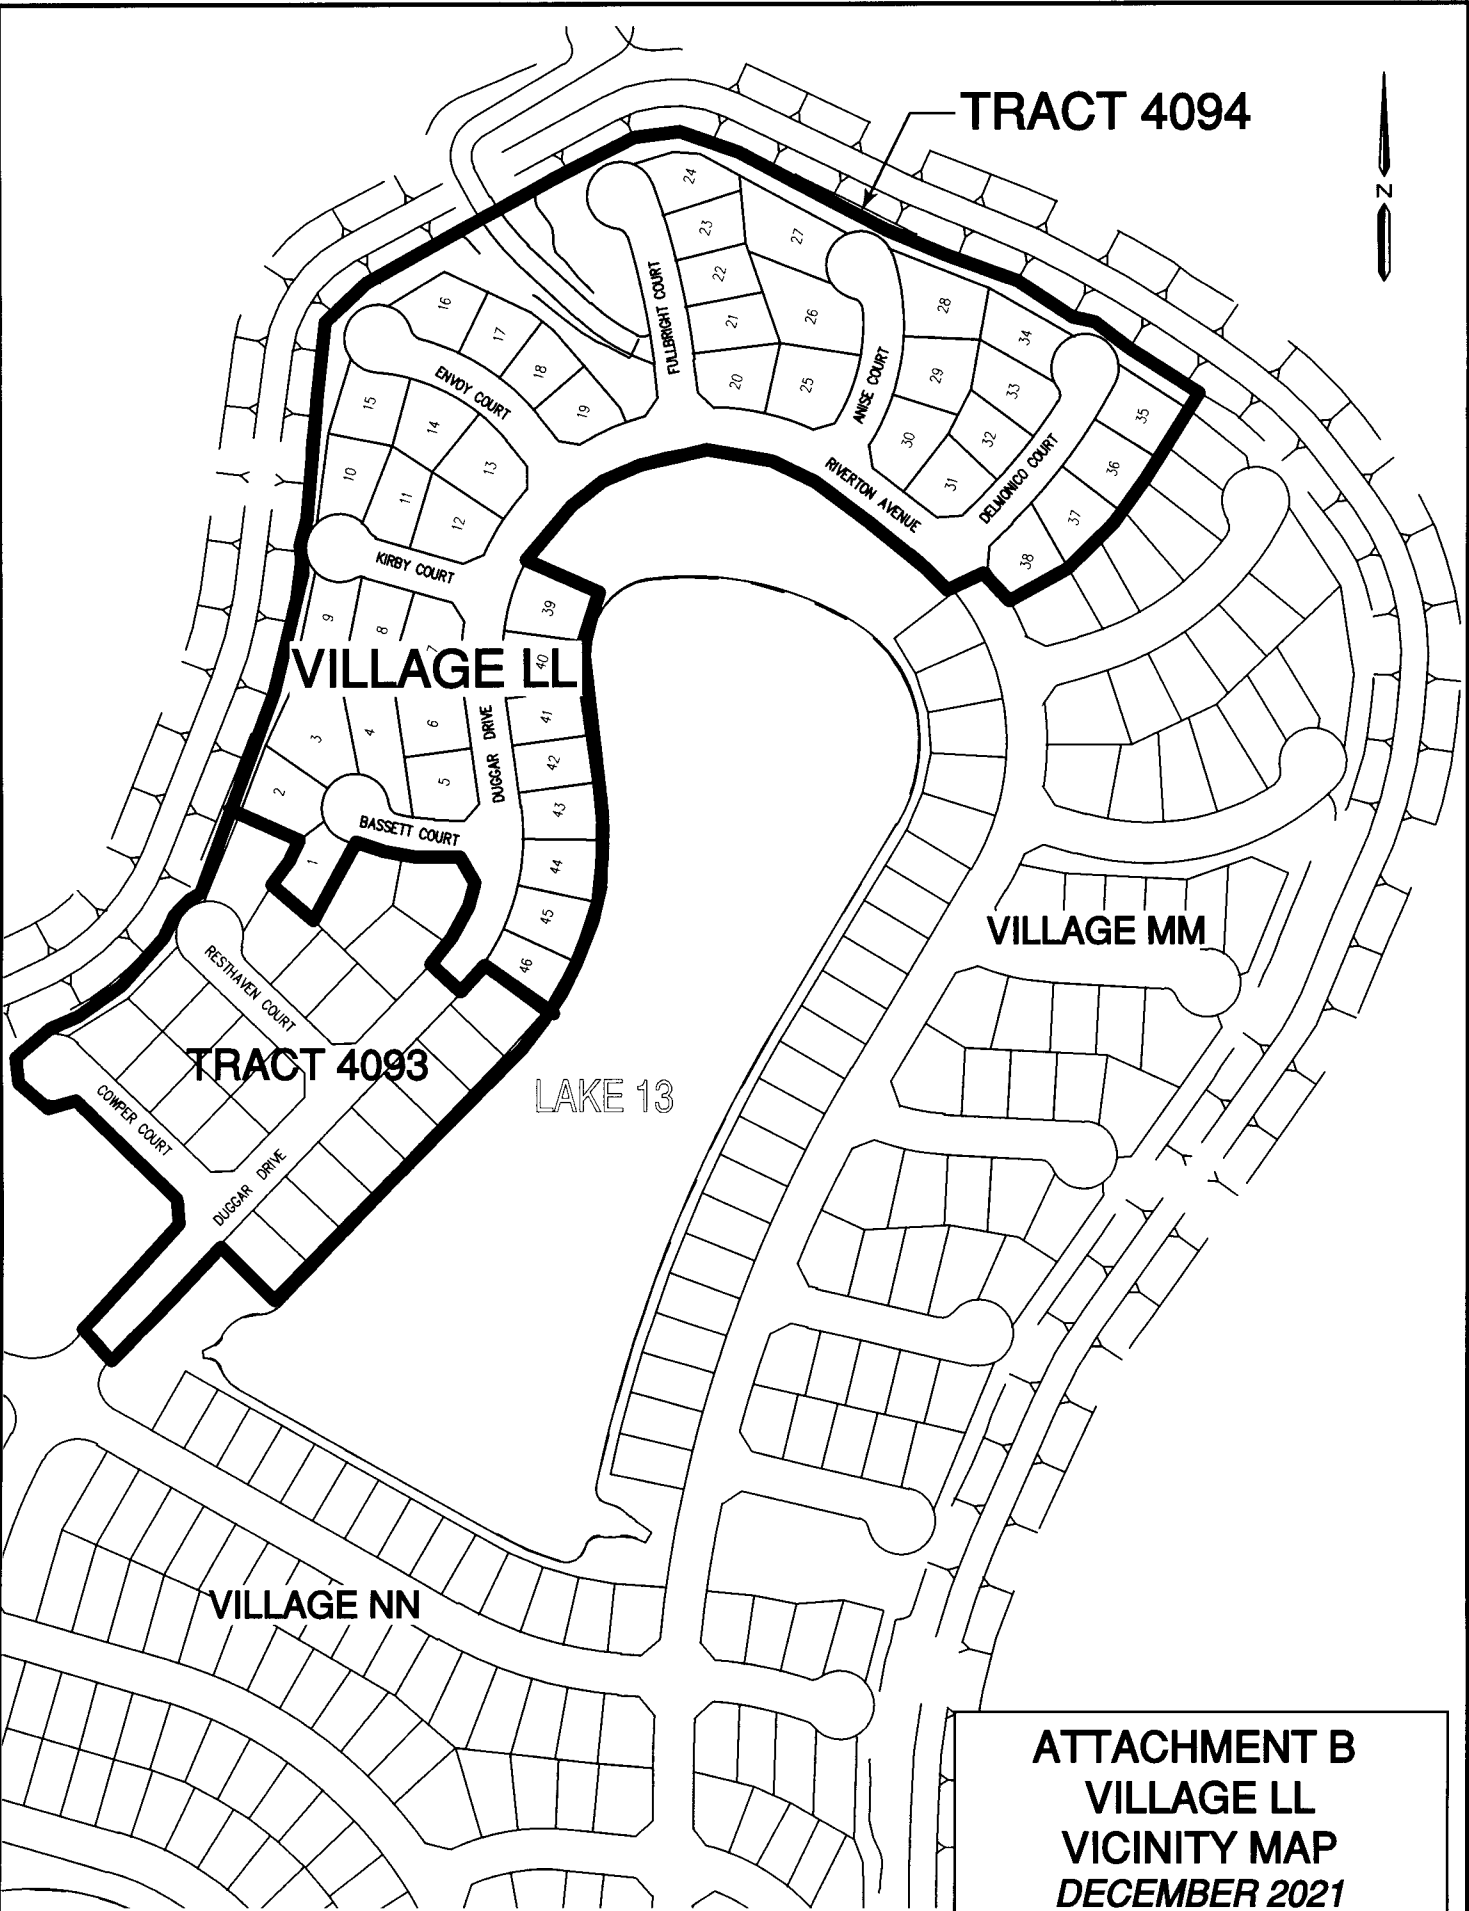 TRACT 4094
N
24
23
22
21
20
27
26
25
28
29
30
31
32
33
34
35
36
37
38
16
17
18
19
15
14
13
10
11
12
FULLBRIGHT COURT
ENVOY COURT
ANISE COURT
RIVERTON AVENUE
DELMONICO COURT
KIRBY COURT
9
8
7
39
VILLAGE LL
40
3
4
6
41
2
5
42
DUGGAR DRIVE
43
BASSETT COURT
1
44
45
46
VILLAGE MM
RESTHAVEN COURT
TRACT 4093
LAKE 13
COWPER COURT
DUGGAR DRIVE
VILLAGE NN
ATTACHMENT B
VILLAGE LL
VICINITY MAP
DECEMBER 2021